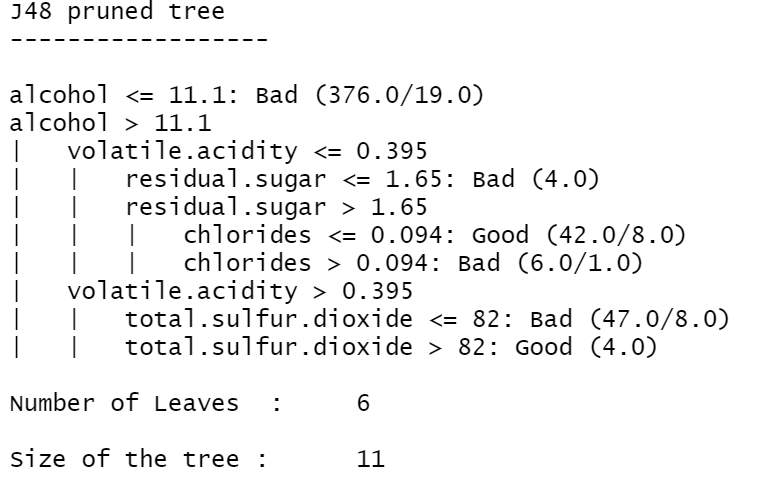 J48 pruned tree
------------------
alcohol <= 11.1: Bad (376.0/19.0)
alcohol > 11.1
|   volatile.acidity <= 0.395
|   |   residual.sugar <= 1.65: Bad (4.0)
|   |   residual.sugar > 1.65
|   |   |   chlorides <= 0.094: Good (42.0/8.0)
|   |   |   chlorides > 0.094: Bad (6.0/1.0)
|   volatile.acidity > 0.395
|   |   total.sulfur.dioxide <= 82: Bad (47.0/8.0)
|   |   total.sulfur.dioxide > 82: Good (4.0)
Number of Leaves  :     6
Size of the tree :      11